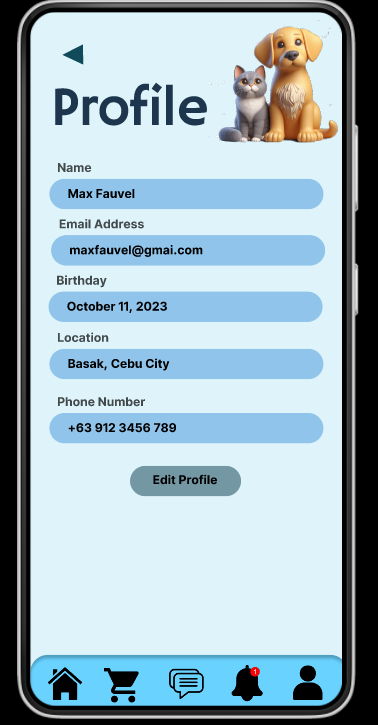 Profile
Name
Max Fauvel
Email Address
maxfauvel@gmai.com
Birthday
October 11, 2023
Location
Basak, Cebu City
Phone Number
+63 912 3456 789
Edit Profile
1